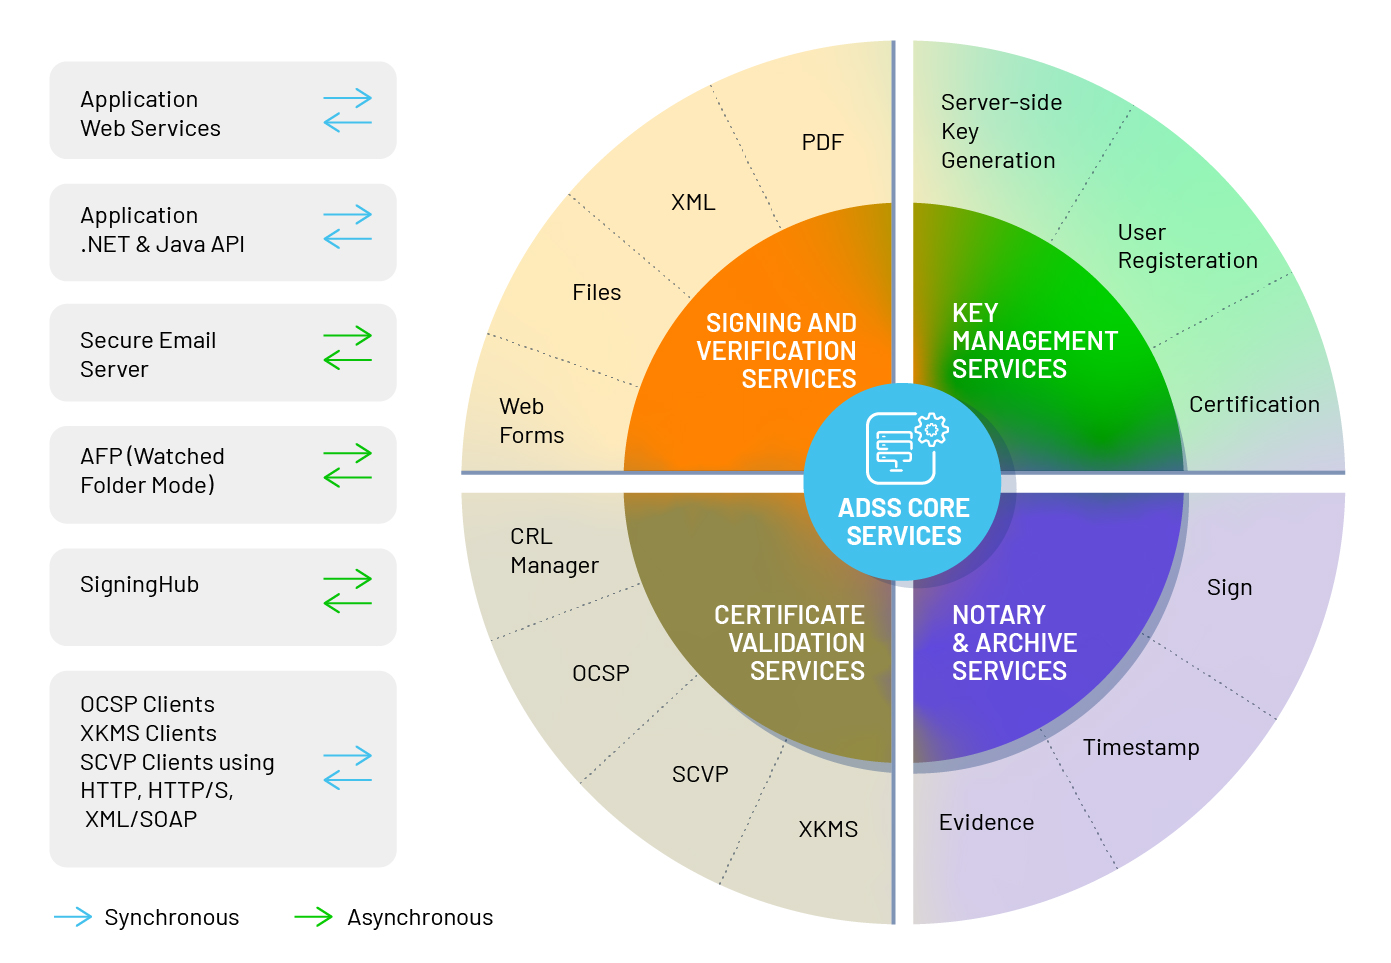 Application
Web Services
Application
.NET & Java API
Secure Email
Server
AFP (Watched
Folder Mode)
SigningHub
OCSP Clients
XKMS Clients
SCVP Clients using
HTTP, HTTP/S,
XML/SOAP
Synchronous
Asynchronous
PDF
XML
Files
Web
Forms
SIGNING AND
VERIFICATION
SERVICES
Server-side
Key
Generation
User
Registeration
Certification
KEY
MANAGEMENT
SERVICES
ADSS CORE
SERVICES
CRL
Manager
OCSP
SCVP
XKMS
CERTIFICATE
VALIDATION
SERVICES
NOTARY
& ARCHIVE
SERVICES
Sign
Timestamp
Evidence